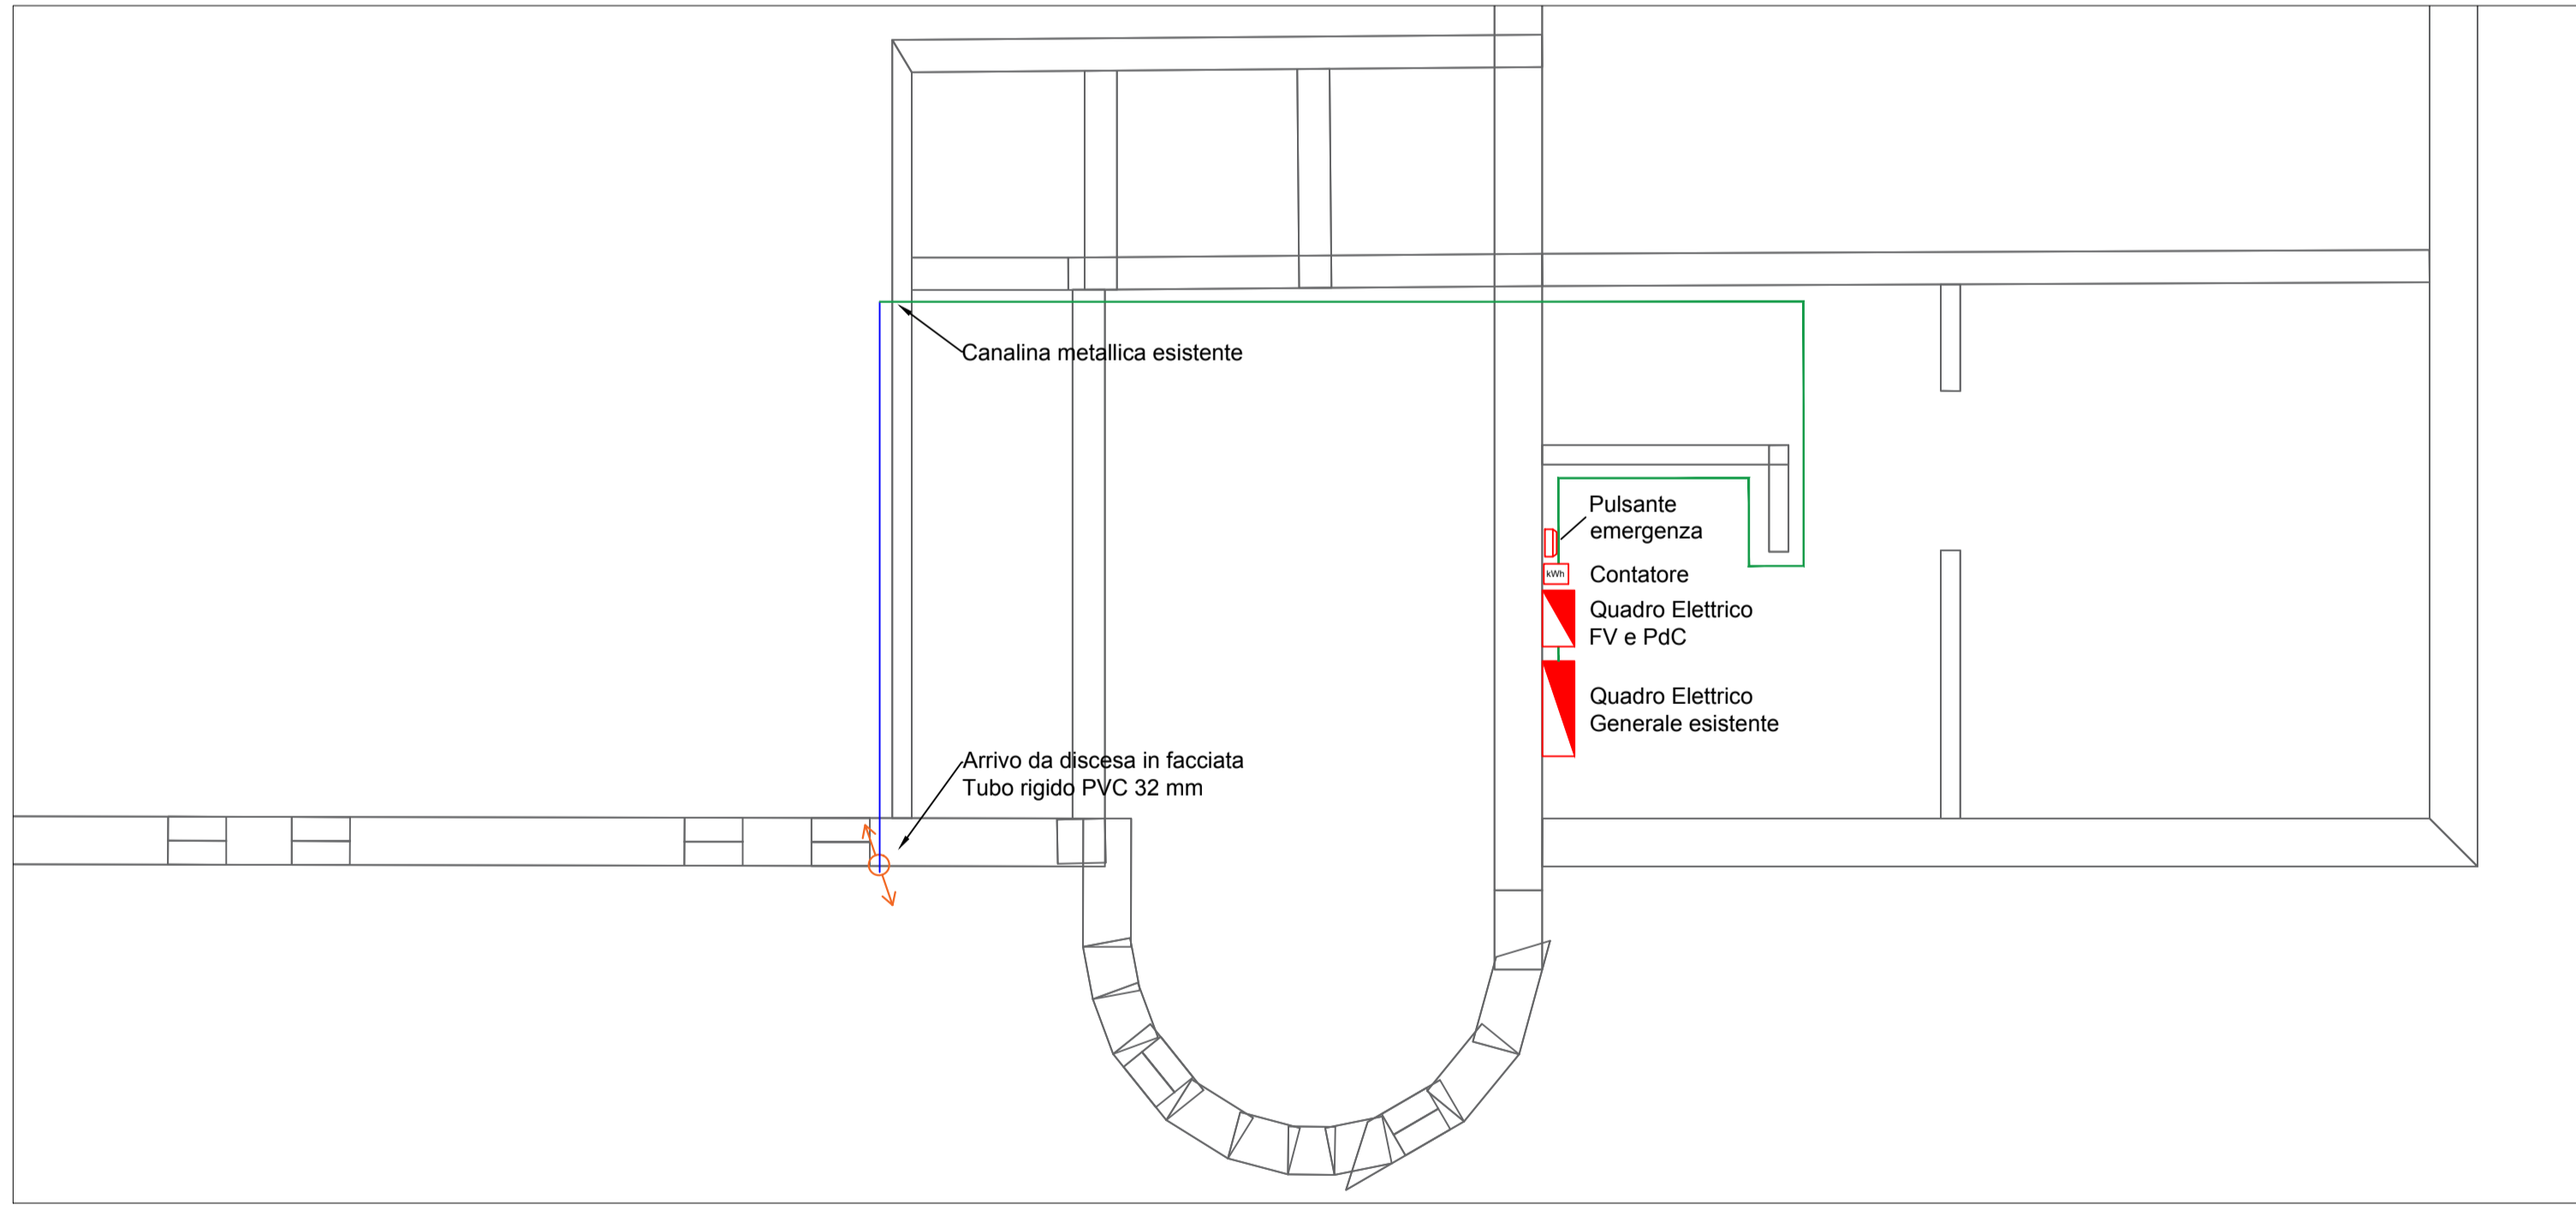 Canalina metallica esistente
Pulsante
emergenza
kWh
Contatore
Quadro Elettrico
FV e PdC
Quadro Elettrico
Generale esistente
Arrivo da discesa in facciata
Tubo rigido PVC 32 mm